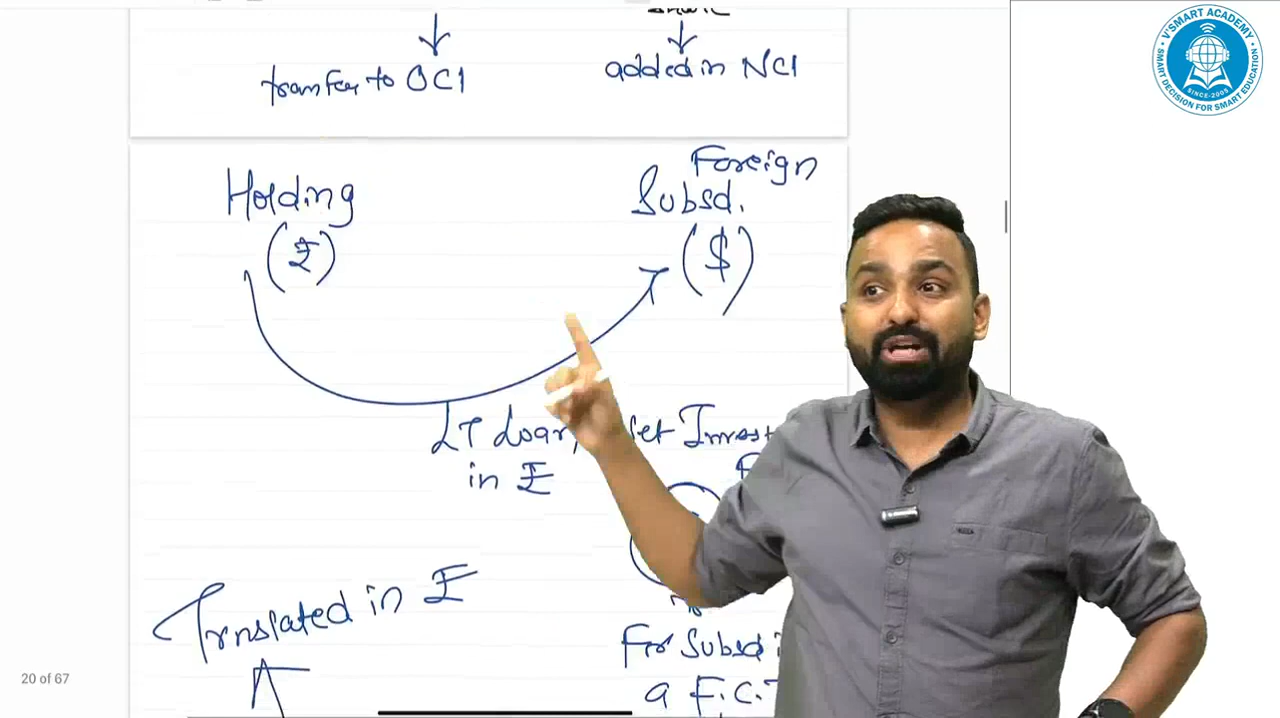 transfer to OCI
added in NCI
Holding
(₹)
Foreign
Subsd.
($)
LT Loan
in ₹
Trnslated in ₹
For Subsd
a F.C.T
20 of 67
V'SMART ACADEMY
SINCE-2005
SMART DECISION FOR SMART EDUCATION